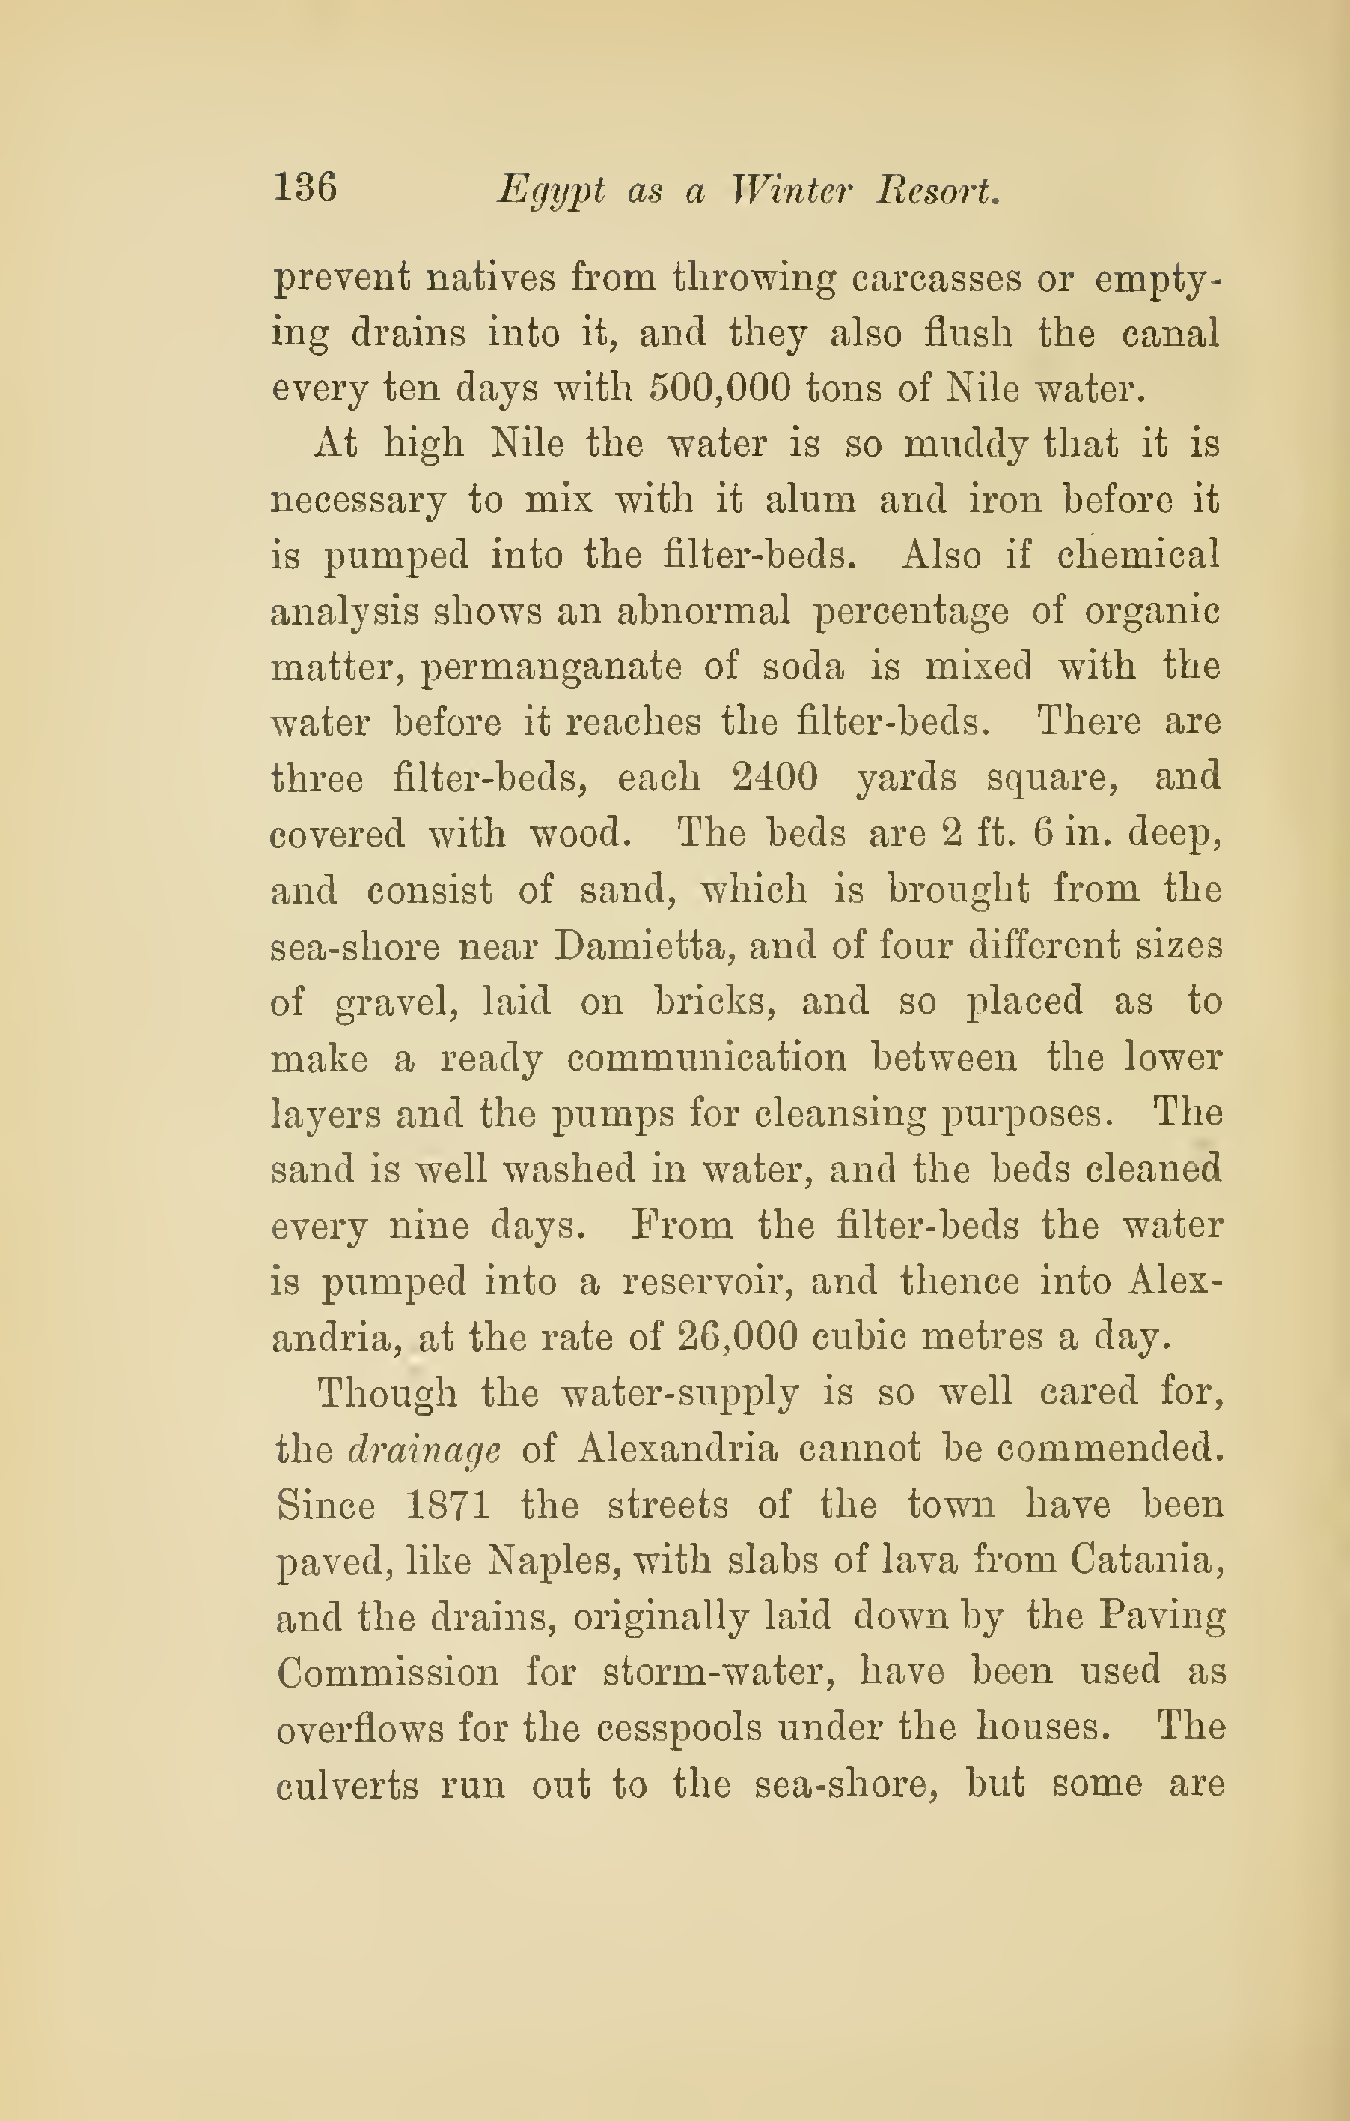 136 Egypt as a Winter Resort.
prevent natives from throwing carcasses or empty-
ing drains into it, and they also flush the canal
every ten days with 500,000 tons of Nile water.
At high Nile the water is so muddy that it is
necessary to mix with it alum and iron before it
is pumped into the filter-beds. Also if chemical
analysis shows an abnormal percentage of organic
matter, permanganate of soda is mixed with the
water before it reaches the filter-beds. There are
three filter-beds, each 2400 yards square, and
covered with wood. The beds are 2 ft. 6 in. deep,
and consist of sand, which is brought from the
sea-shore near Damietta, and of four different sizes
of gravel, laid on bricks, and so placed as to
make a ready communication between the lower
layers and the pumps for cleansing purposes. The
sand is well washed in water, and the beds cleaned
every nine days. From the filter-beds the water
is pumped into a reservoir, and thence into Alex-
andria, at the rate of 26,000 cubic metres a day.
Though the water-supply is so well cared for,
the drainage of Alexandria cannot be commended.
Since 1871 the streets of the town have been
paved, like Naples, with slabs of lava from Catania,
and the drains, originally laid down by the Paving
Commission for storm-water, have been used as
overflows for the cesspools under the houses. The
culverts run out to the sea-shore, but some are